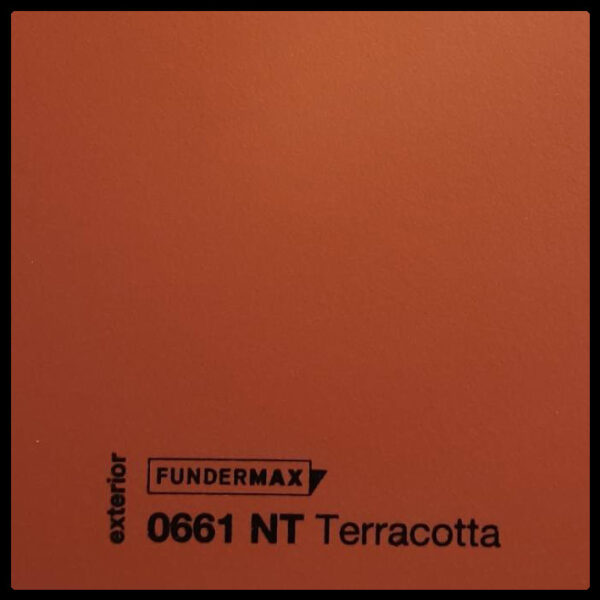 exterior
FUNDERMAX
0661 NT Terracotta